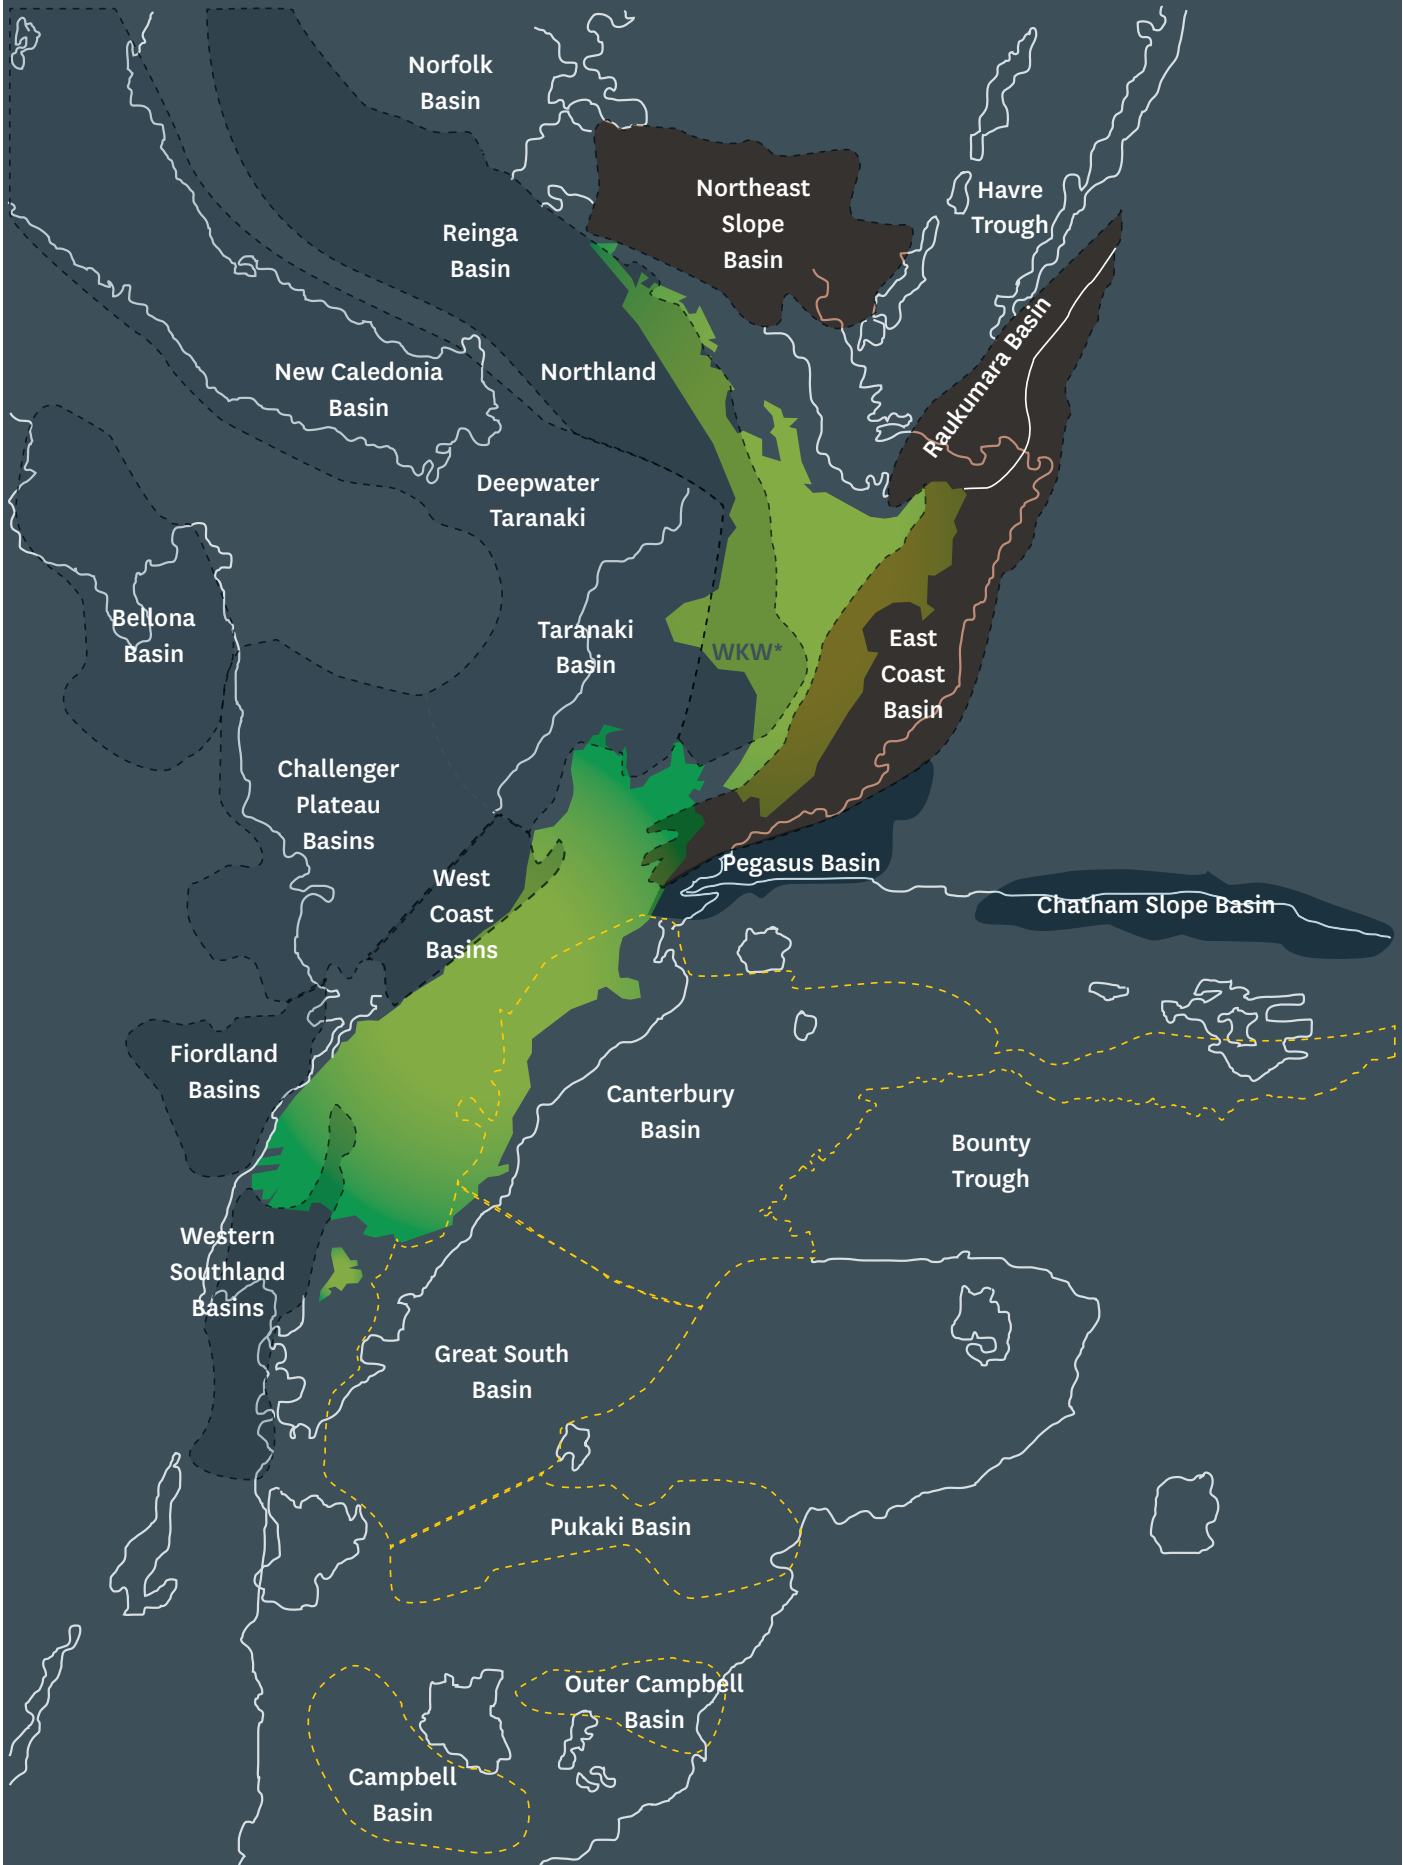 Norfolk
Basin
Northeast
Slope
Basin
Havre
Trough
Reinga
Basin
Raukumara Basin
New Caledonia
Basin
Northland
Deepwater
Taranaki
Bellona
Basin
Taranaki
Basin
WKW*
East
Coast
Basin
Challenger
Plateau
Basins
West
Coast
Basins
Pegasus Basin
Chatham Slope Basin
Fiordland
Basins
Canterbury
Basin
Bounty
Trough
Western
Southland
Basins
Great South
Basin
Pukaki Basin
Outer Campbell
Basin
Campbell
Basin